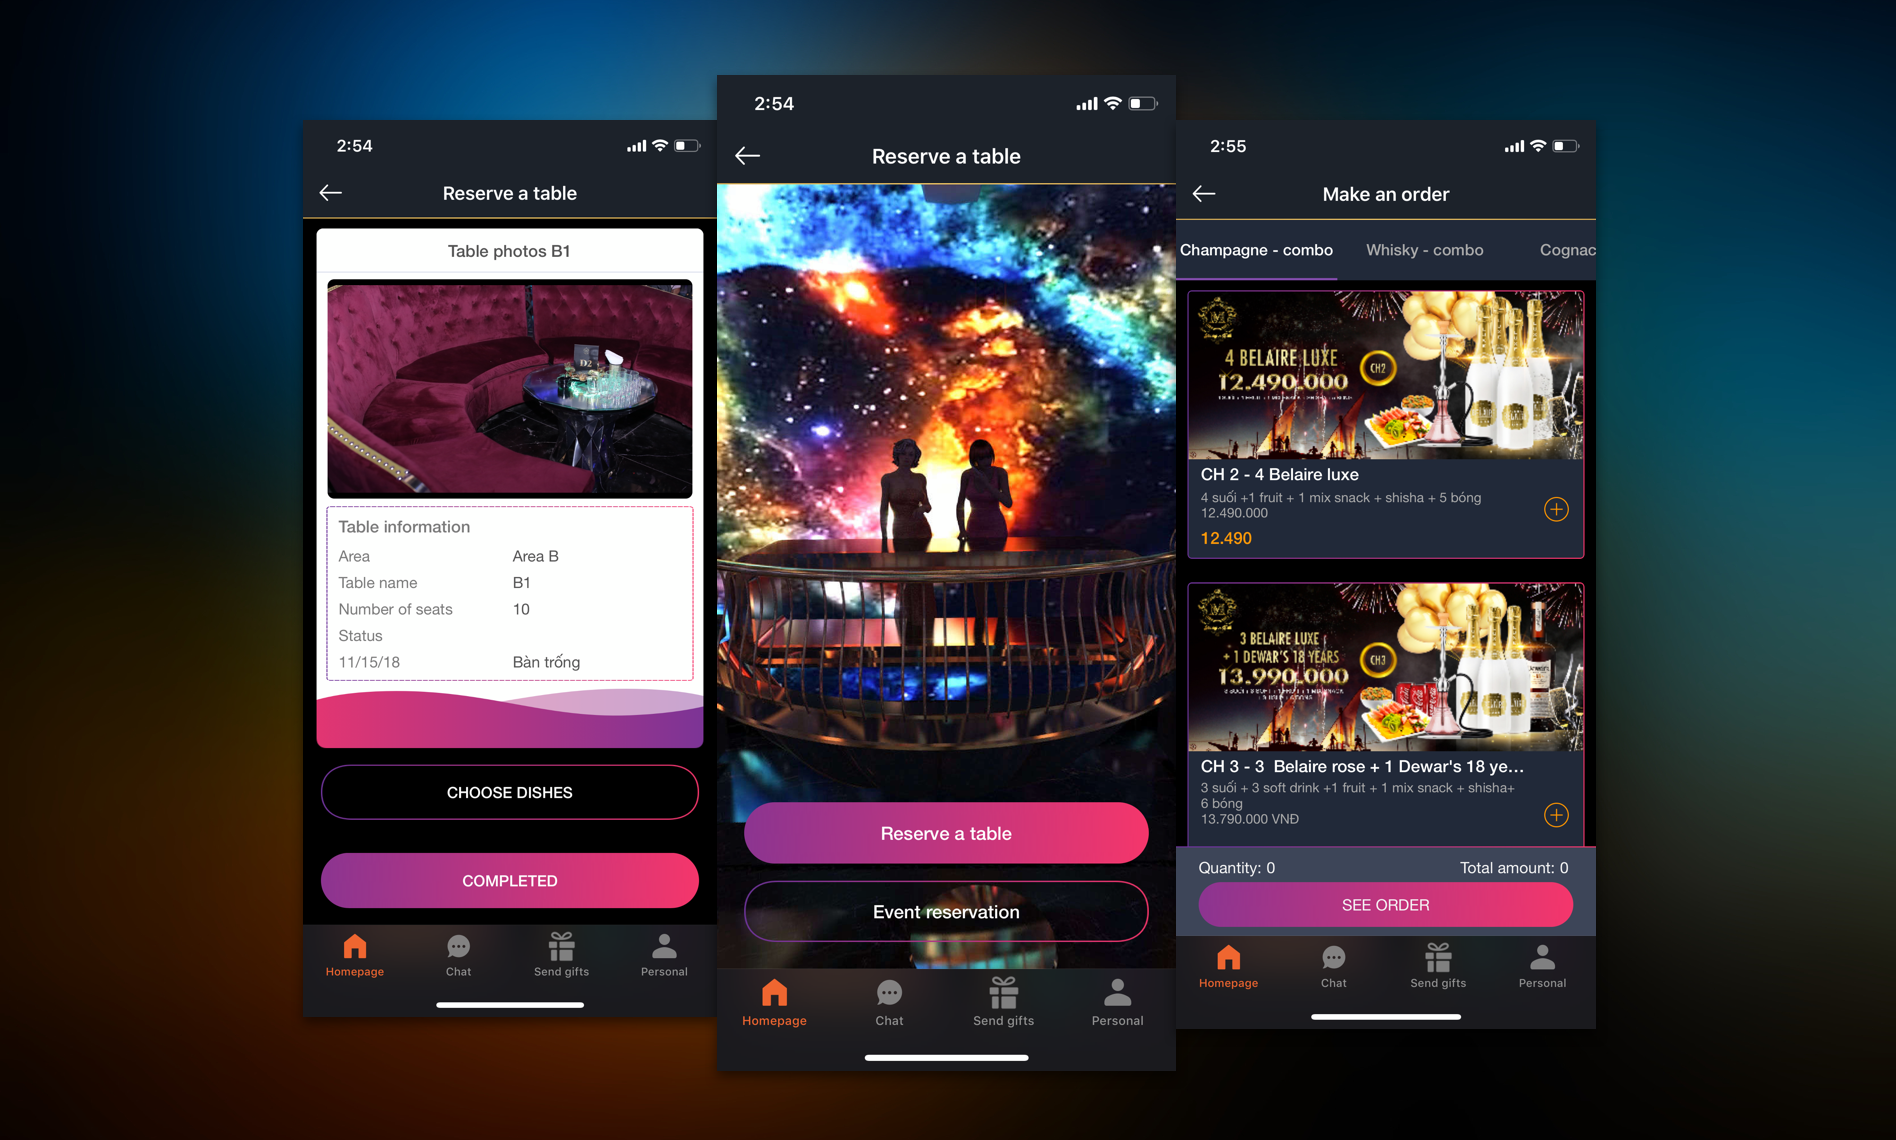 2:54
Reserve a table
Table photos B1
D2
Table information
Area Area B
Table name B1
Number of seats 10
Status
11/15/18 Bàn trống
CHOOSE DISHES
COMPLETED
Homepage Chat Send gifts Personal
2:54
Reserve a table
Reserve a table
Event reservation
Homepage Chat Send gifts Personal
2:55
Make an order
Champagne - combo Whisky - combo Cognac
M
4 BELAIRE LUXE
12.490.000
CH2
CH 2 - 4 Belaire luxe
4 suối +1 fruit + 1 mix snack + shisha + 5 bóng
12.490.000
12.490
M
3 BELAIRE LUXE
+ 1 DEWAR'S 18 YEARS
13.990.000
CH3
CH 3 - 3 Belaire rose + 1 Dewar's 18 ye...
3 suối + 3 soft drink +1 fruit + 1 mix snack + shisha+
6 bóng
13.790.000 VNĐ
Quantity: 0 Total amount: 0
SEE ORDER
Homepage Chat Send gifts Personal